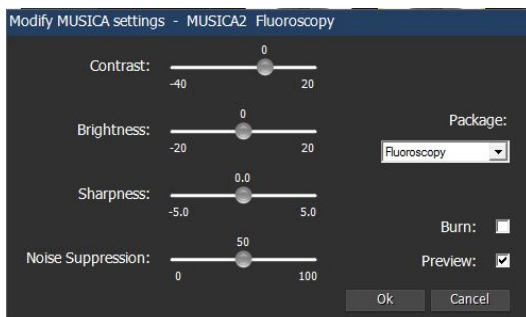 Modify MUSICA settings - MUSICA2 Fluoroscopy
0
Contrast:
-40 20
0
Brightness:
-20 20
Package:
Fluoroscopy
0.0
Sharpness:
-5.0 5.0
Burn:
50
Noise Suppression:
0 100
Preview:
Ok Cancel